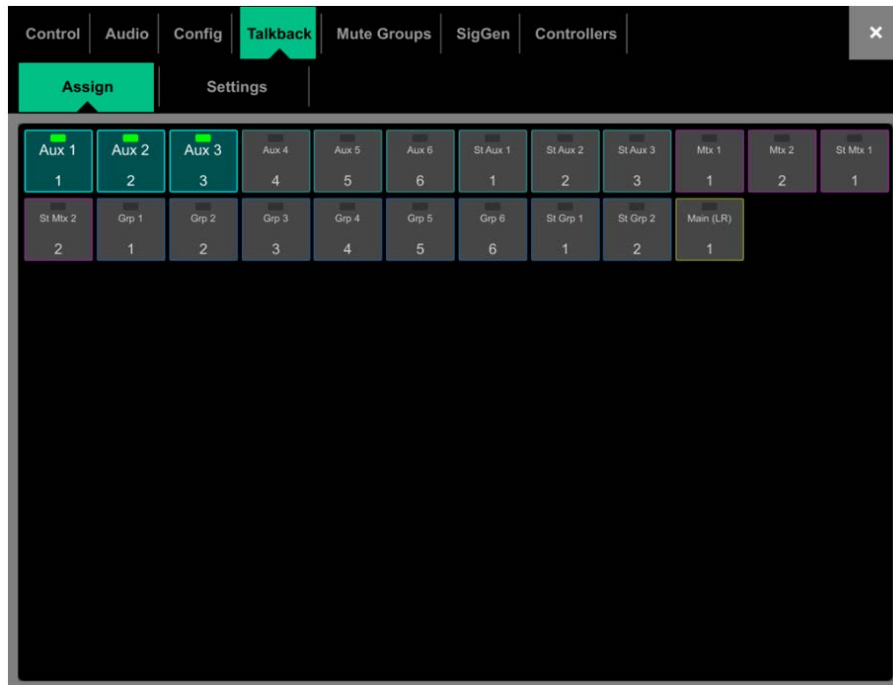 Control Audio Config Talkback Mute Groups SigGen Controllers ×
Assign Settings
Aux 1 Aux 2 Aux 3 Aux 4 Aux 5 Aux 6 St Aux 1 St Aux 2 St Aux 3 Mtx 1 Mtx 2 St Mtx 1
1 2 3 4 5 6 1 2 3 1 2 1
St Mtx 2 Grp 1 Grp 2 Grp 3 Grp 4 Grp 5 Grp 6 St Grp 1 St Grp 2 Main (LR)
2 1 2 3 4 5 6 1 2 1